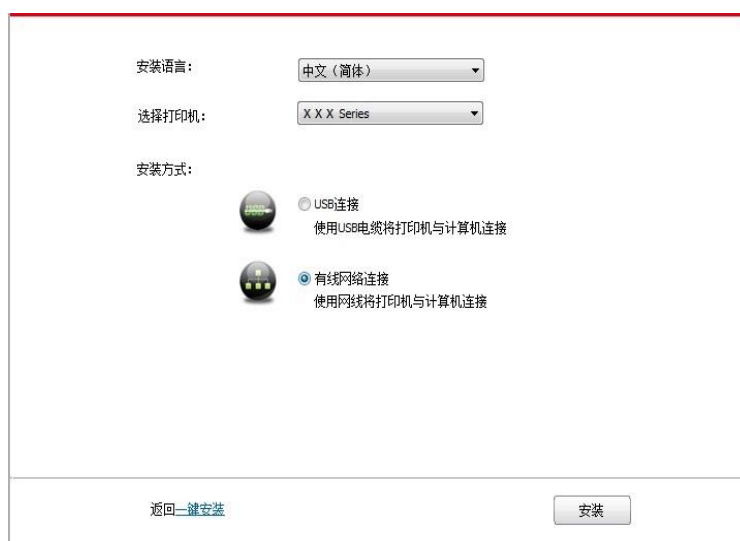 安装语言：
中文（简体）
选择打印机：
X X X Series
安装方式：
USB
USB连接
使用USB电缆将打印机与计算机连接
有线网络连接
使用网线将打印机与计算机连接
返回一键安装
安装